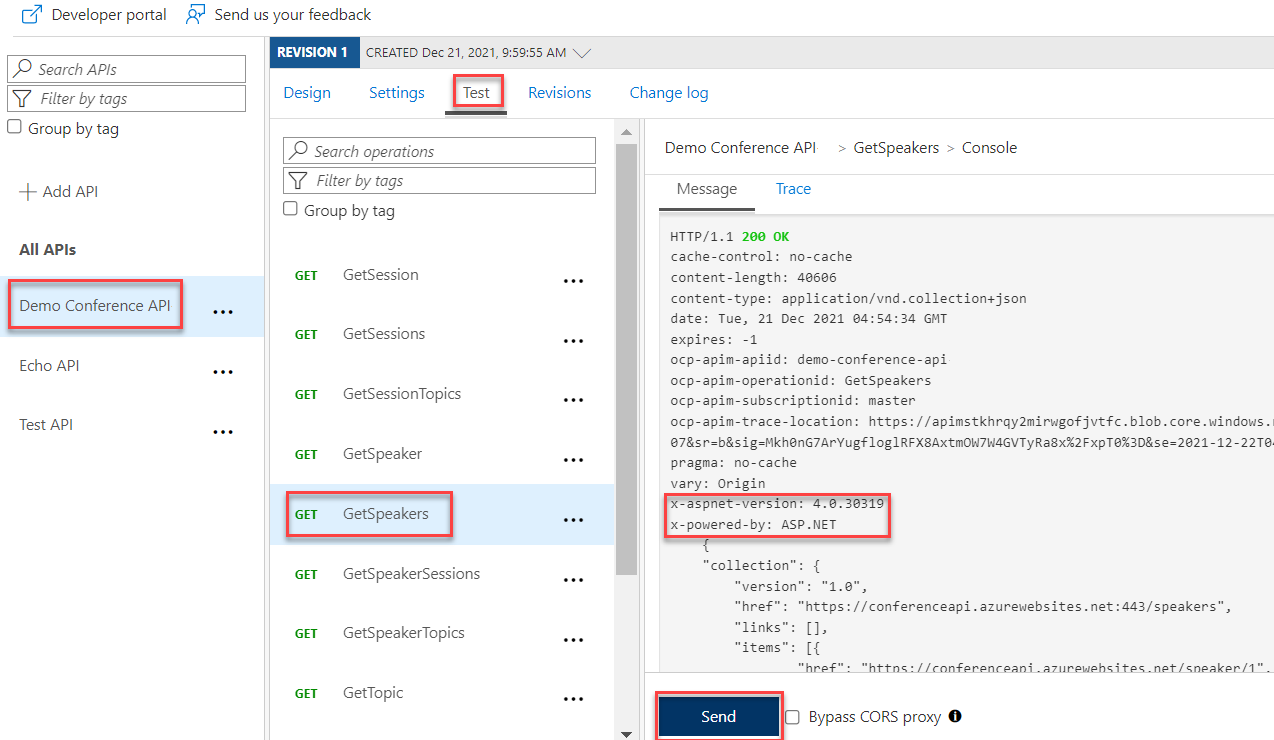 Developer portal Send us your feedback
Search APIs
Filter by tags
Group by tag
Add API
All APIs
Demo Conference API ...
Echo API ...
Test API ...
REVISION 1 CREATED Dec 21, 2021, 9:59:55 AM
Design Settings Test Revisions Change log
Search operations
Filter by tags
Group by tag
GET GetSession ...
GET GetSessions ...
GET GetSessionTopics ...
GET GetSpeaker ...
GET GetSpeakers ...
GET GetSpeakerSessions ...
GET GetSpeakerTopics ...
GET GetTopic ...
Demo Conference API > GetSpeakers > Console
Message Trace
HTTP/1.1 200 OK
cache-control: no-cache
content-length: 40606
content-type: application/vnd.collection+json
date: Tue, 21 Dec 2021 04:54:34 GMT
expires: -1
ocp-apim-apiid: demo-conference-api
ocp-apim-operationid: GetSpeakers
ocp-apim-subscriptionid: master
ocp-apim-trace-location: https://apimstkhrqy2mirwgofjvtfc.blob.core.windows.
07&sr=b&sig=Mkh0nG7ArYugfloglRFX8AxtmOW7W4GVTyRa8x%2FxpT0%3D&se=2021-12-22T0
pragma: no-cache
vary: Origin
x-aspnet-version: 4.0.30319
x-powered-by: ASP.NET
{
"collection": {
"version": "1.0",
"href": "https://conferenceapi.azurewebsites.net:443/speakers",
"links": [],
"items": [{
"href": "https://conferenceapi.azurewebsites.net/speaker/1",
Send Bypass CORS proxy